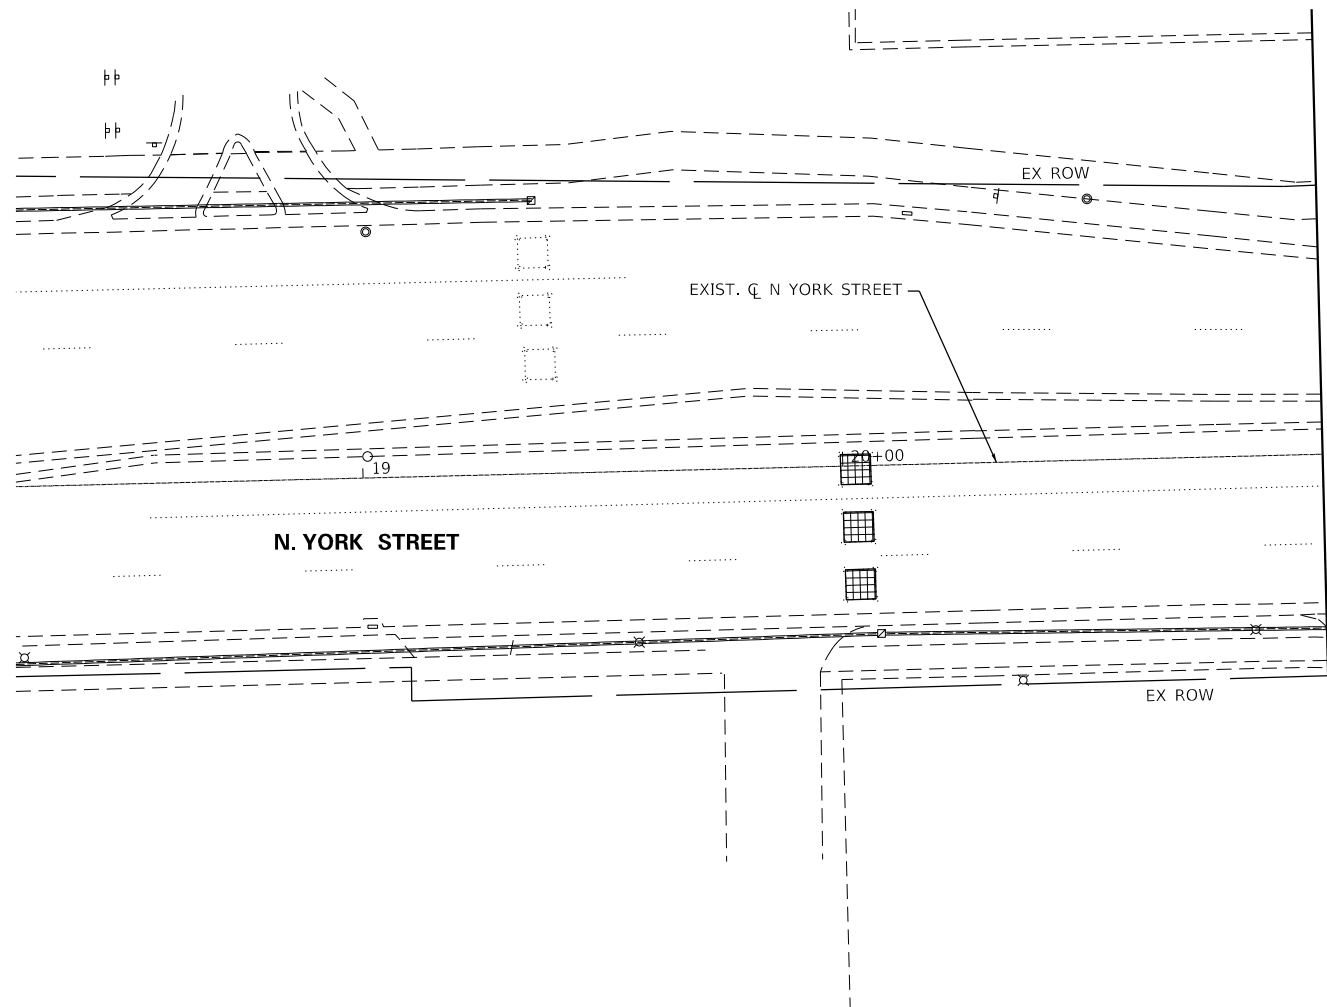 EX ROW
EXIST. ℄ N YORK STREET
20+00
19
N. YORK STREET
EX ROW